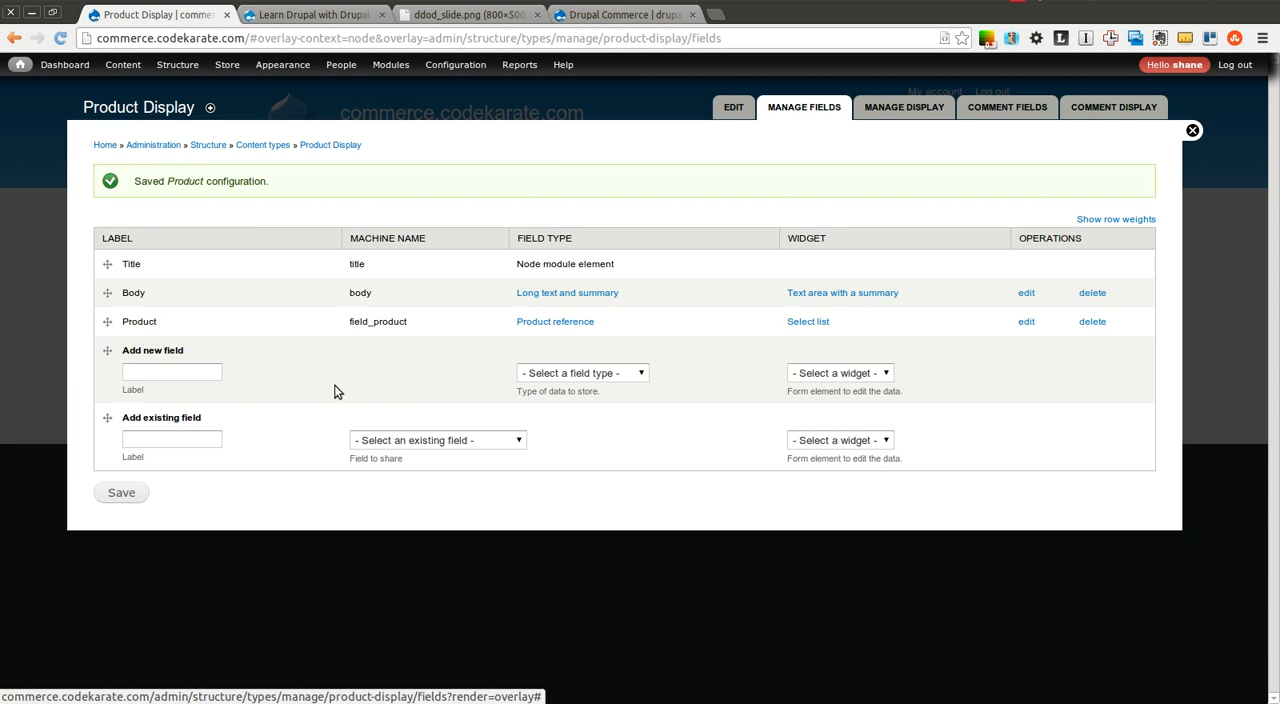 Product Display | commer
Learn Drupal with Drupal
ddod_slide.png (800×500
Drupal Commerce | drupa
commerce.codekarate.com/#overlay-context=node&overlay=admin/structure/types/manage/product-display/fields
Dashboard Content Structure Store Appearance People Modules Configuration Reports Help Hello shane Log out
My account Log out
Product Display
commerce.codekarate.com
EDIT MANAGE FIELDS MANAGE DISPLAY COMMENT FIELDS COMMENT DISPLAY
Home » Administration » Structure » Content types » Product Display
Saved Product configuration.
Show row weights
LABEL MACHINE NAME FIELD TYPE WIDGET OPERATIONS
Title title Node module element
Body body Long text and summary Text area with a summary edit delete
Product field_product Product reference Select list edit delete
Add new field
- Select a field type - - Select a widget -
Label Type of data to store. Form element to edit the data.
Add existing field
- Select an existing field - - Select a widget -
Label Field to share Form element to edit the data.
Save
commerce.codekarate.com/admin/structure/types/manage/product-display/fields?render=overlay#